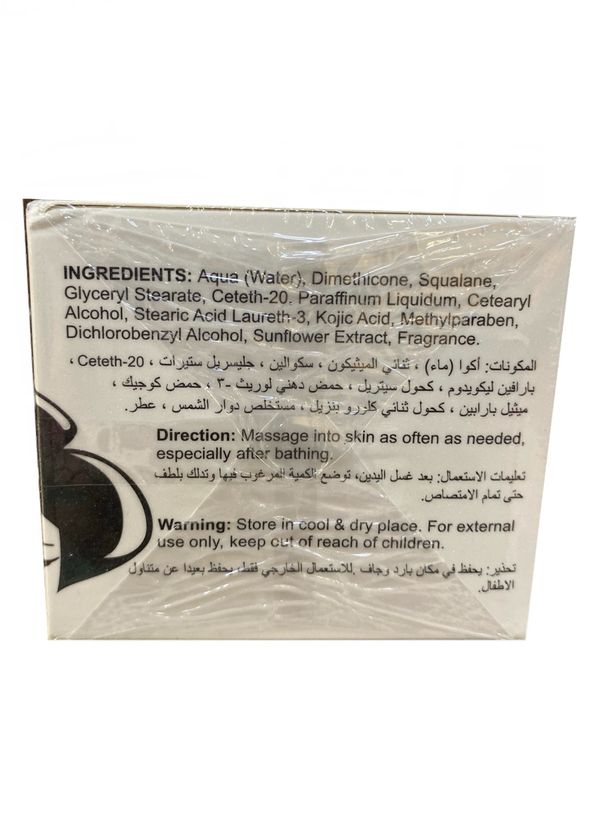 INGREDIENTS: Aqua (Water), Dimethicone, Squalane,
Glyceryl Stearate, Ceteth-20. Paraffinum Liquidum, Cetearyl
Alcohol, Stearic Acid Laureth-3, Kojic Acid, Methylparaben,
Dichlorobenzyl Alcohol, Sunflower Extract, Fragrance.
المكونات: أكوا (ماء) ، ثنائي الميثيكون ، سكوالين ، جليسريل ستيرات ، Ceteth-20 ،
بارافين ليكويدوم ، كحول سيتريل ، حمض دهني لوريث -٣ ، حمض كوجيك ،
ميثيل بارابين ، كحول ثنائي كلورو بنزيل ، مستخلص دوار الشمس ، عطر.
Direction: Massage into skin as often as needed,
especially after bathing.
تعليمات الاستعمال: بعد غسل اليدين، توضع الكمية المرغوب فيها وتدلك بلطف
حتى تمام الامتصاص.
Warning: Store in cool & dry place. For external
use only, keep out of reach of children.
تحذير: يحفظ في مكان بارد وجاف .للاستعمال الخارجي فقط، يحفظ بعيدا عن متناول
الاطفال.